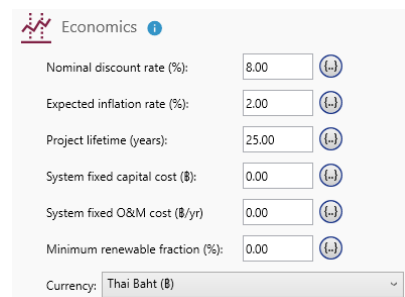 Economics i
Nominal discount rate (%): 8.00 {..}
Expected inflation rate (%): 2.00 {..}
Project lifetime (years): 25.00 {..}
System fixed capital cost (฿): 0.00 {..}
System fixed O&M cost (฿/yr) 0.00 {..}
Minimum renewable fraction (%): 0.00 {..}
Currency: Thai Baht (฿)